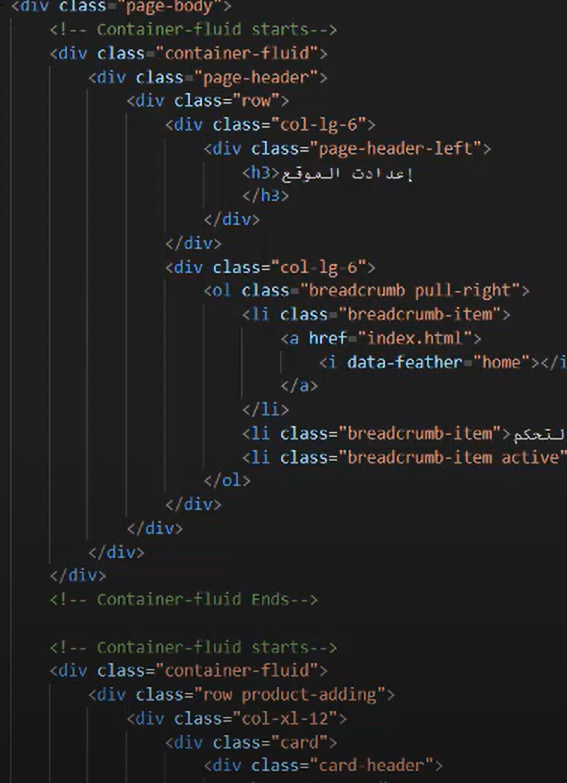 <div class="page-body">
<!-- Container-fluid starts-->
<div class="container-fluid">
<div class="page-header">
<div class="row">
<div class="col-lg-6">
<div class="page-header-left">
<h3>إعدادت الموقع
</h3>
</div>
</div>
<div class="col-lg-6">
<ol class="breadcrumb pull-right">
<li class="breadcrumb-item">
<a href="index.html">
<i data-feather="home"></i
</a>
</li>
<li class="breadcrumb-item">لتحكم
<li class="breadcrumb-item active"
</ol>
</div>
</div>
</div>
</div>
<!-- Container-fluid Ends-->
<!-- Container-fluid starts-->
<div class="container-fluid">
<div class="row product-adding">
<div class="col-xl-12">
<div class="card">
<div class="card-header">